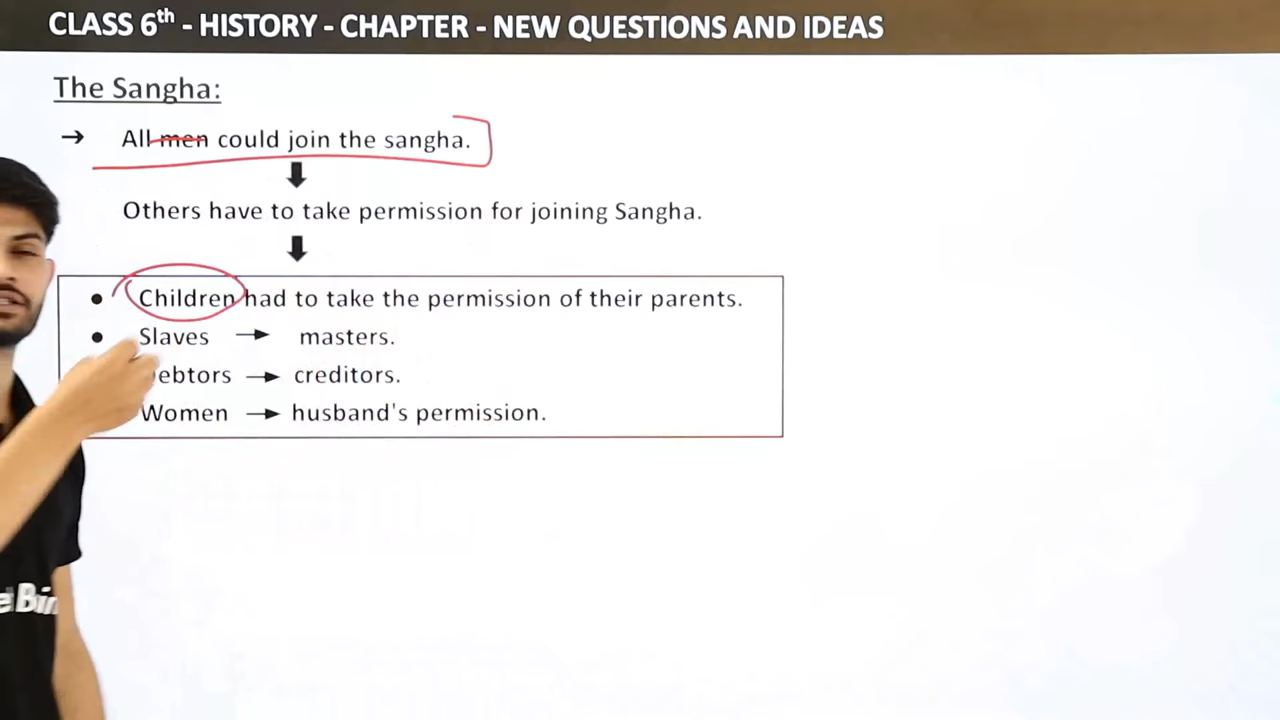 CLASS 6th - HISTORY - CHAPTER - NEW QUESTIONS AND IDEAS
The Sangha:
→ All men could join the sangha.
Others have to take permission for joining Sangha.
• Children had to take the permission of their parents.
• Slaves → masters.
ebtors → creditors.
Women → husband's permission.